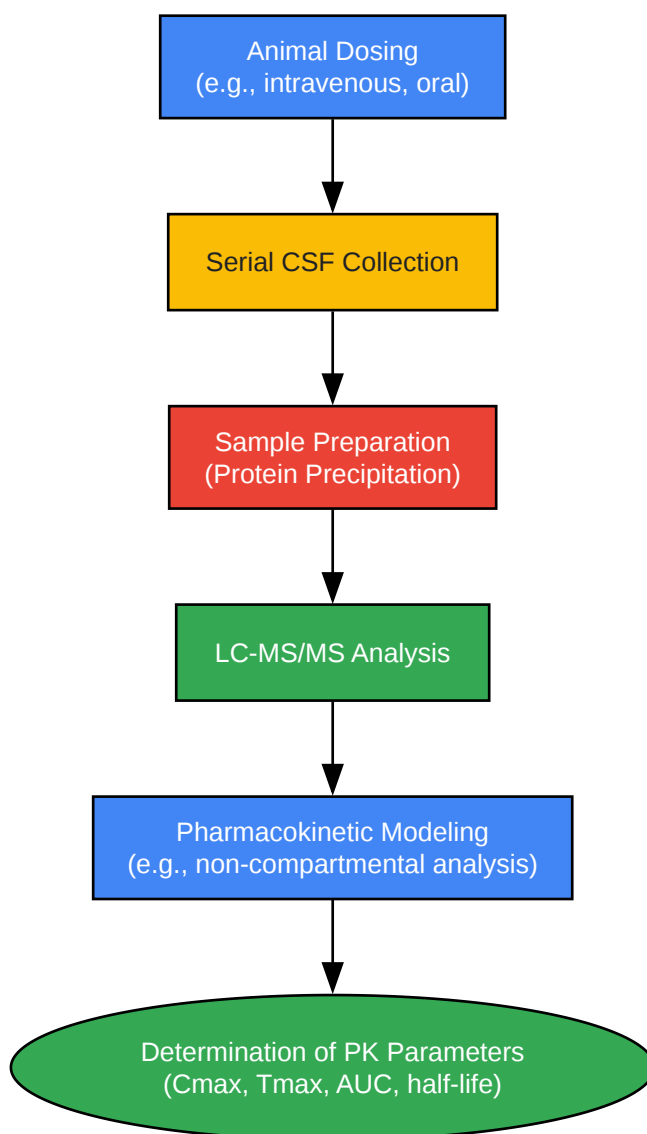 Animal Dosing
(e.g., intravenous, oral)
Serial CSF Collection
Sample Preparation
(Protein Precipitation)
LC-MS/MS Analysis
Pharmacokinetic Modeling
(e.g., non-compartmental analysis)
Determination of PK Parameters
(Cmax, Tmax, AUC, half-life)